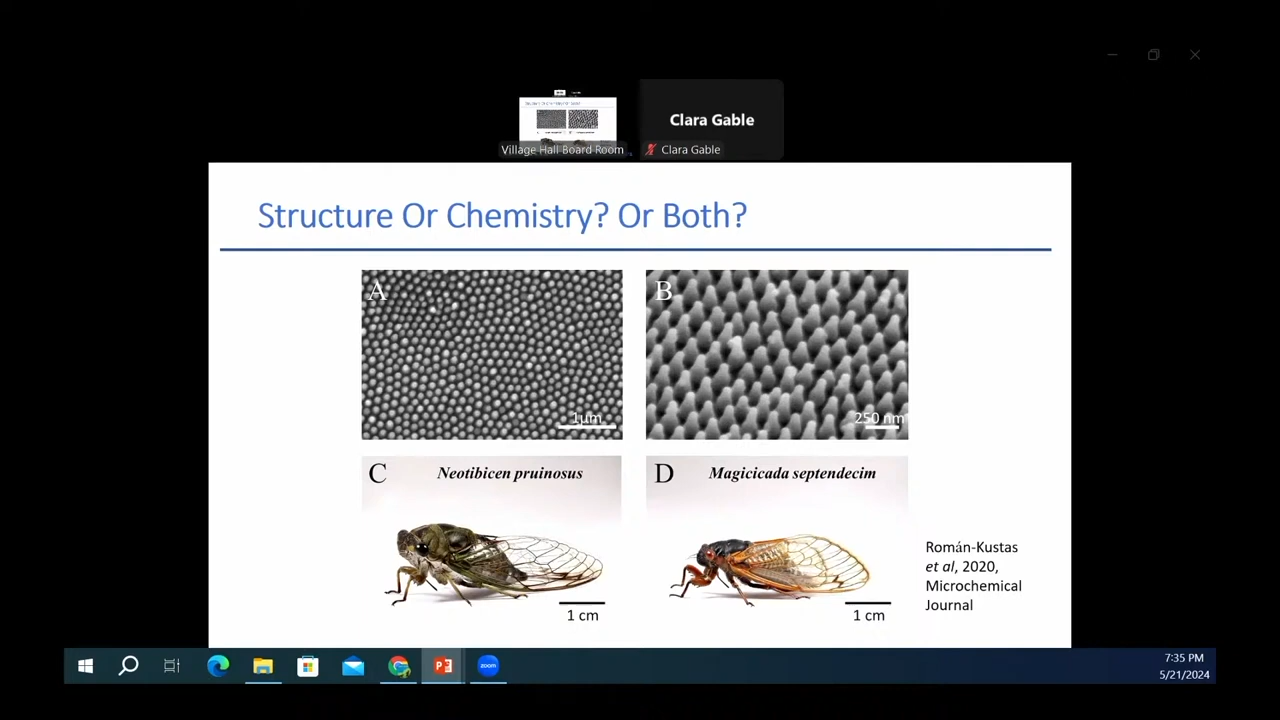 Clara Gable
Village Hall Board Room
Clara Gable
Structure Or Chemistry? Or Both?
A
1μm
B
250 nm
C
Neotibicen pruinosus
1 cm
D
Magicicada septendecim
1 cm
Román-Kustas
et al, 2020,
Microchemical
Journal
zoom
7:35 PM
5/21/2024